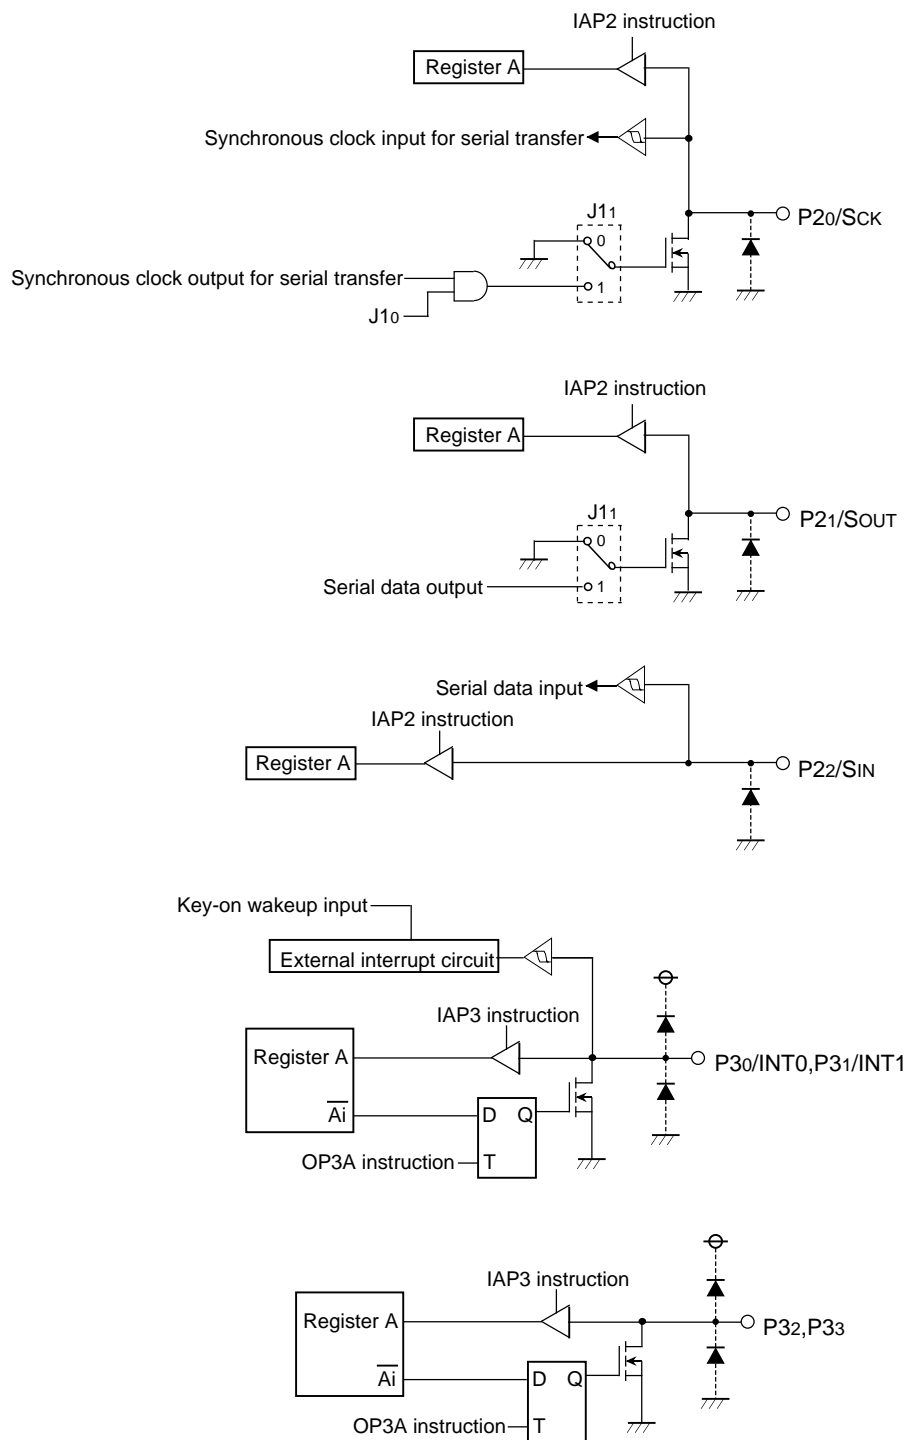 IAP2 instruction
Register A
Synchronous clock input for serial transfer
P20/SCK
J11
0
Synchronous clock output for serial transfer
1
J10
IAP2 instruction
Register A
P21/SOUT
J11
0
Serial data output
1
Serial data input
IAP2 instruction
Register A
P22/SIN
Key-on wakeup input
External interrupt circuit
IAP3 instruction
Register A
P30/INT0,P31/INT1
Ai
D Q
OP3A instruction
T
IAP3 instruction
Register A
P32,P33
Ai
D Q
OP3A instruction
T